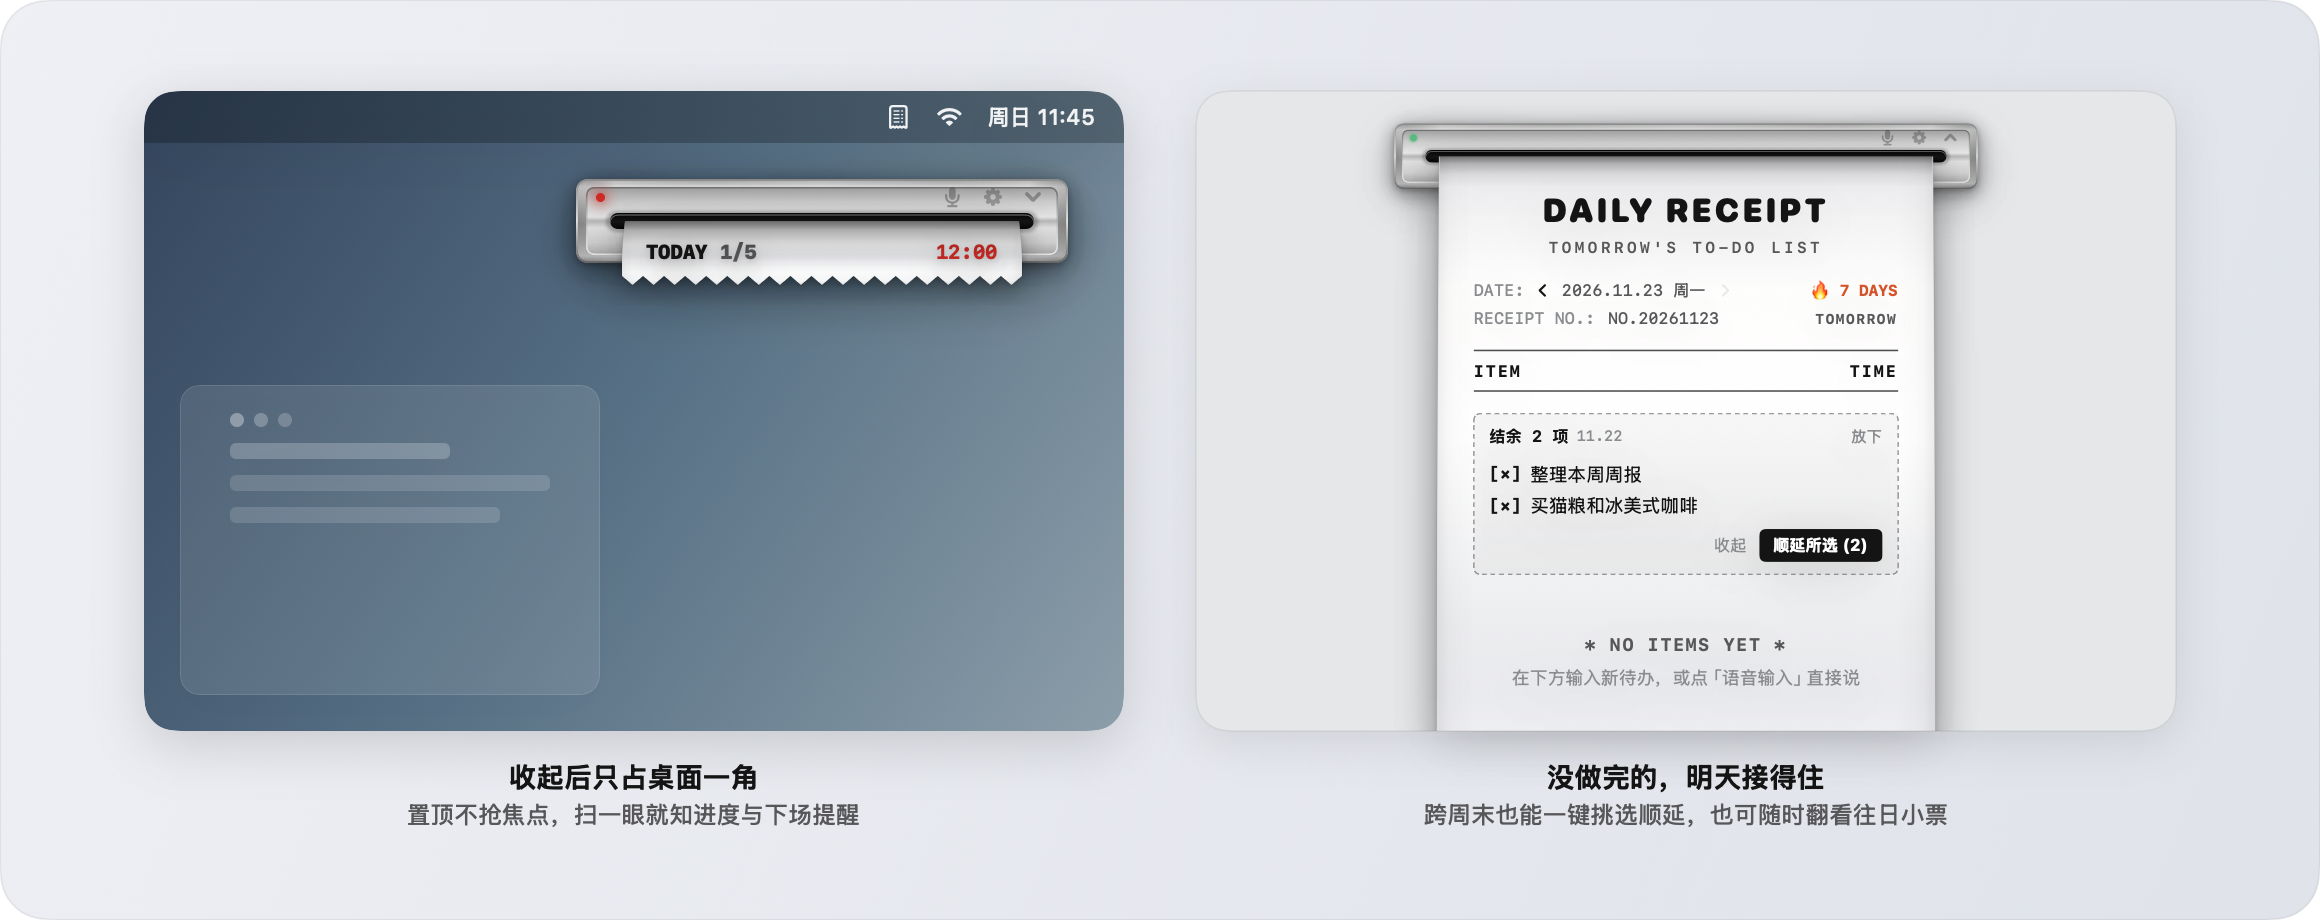 周日 11:45
TODAY 1/5 12:00
收起后只占桌面一角
置顶不抢焦点，扫一眼就知进度与下场提醒
DAILY RECEIPT
TOMORROW'S TO-DO LIST
DATE: < 2026.11.23 周一 > 🔥 7 DAYS
RECEIPT NO.: NO.20261123 TOMORROW
ITEM TIME
结余 2 项 11.22 放下
[×] 整理本周周报
[×] 买猫粮和冰美式咖啡
收起 顺延所选 (2)
* NO ITEMS YET *
在下方输入新待办，或点「语音输入」直接说
没做完的，明天接得住
跨周末也能一键挑选顺延，也可随时翻看往日小票